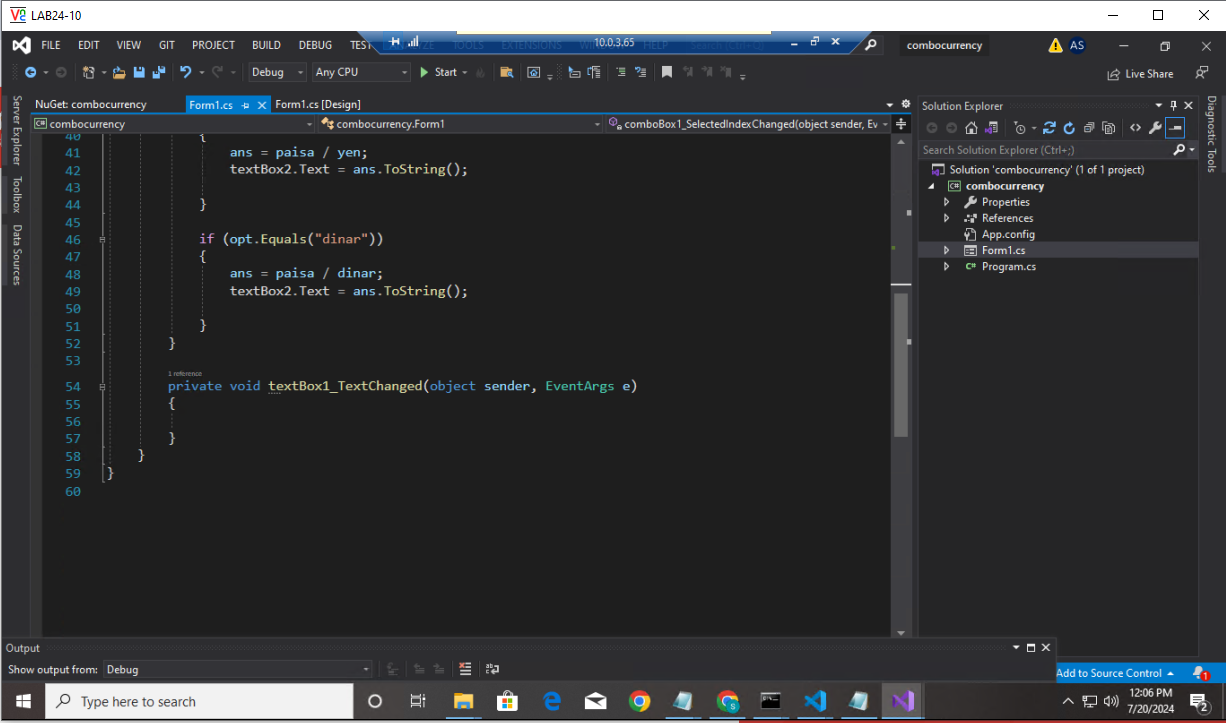 LAB24-10
FILE EDIT VIEW GIT PROJECT BUILD DEBUG TEST
10.0.3.65
combocurrency
AS
Debug Any CPU Start
Live Share
NuGet: combocurrency Form1.cs Form1.cs [Design]
combocurrency combocurrency.Form1 comboBox1_SelectedIndexChanged(object sender, Ev
40 {
41 ans = paisa / yen;
42 textBox2.Text = ans.ToString();
43
44 }
45
46 if (opt.Equals("dinar"))
47 {
48 ans = paisa / dinar;
49 textBox2.Text = ans.ToString();
50
51 }
52 }
53
1 reference
54 private void textBox1_TextChanged(object sender, EventArgs e)
55 {
56
57 }
58 }
59 }
60
Server Explorer
Toolbox
Data Sources
Solution Explorer
Search Solution Explorer (Ctrl+;)
Solution 'combocurrency' (1 of 1 project)
C# combocurrency
Properties
References
App.config
Form1.cs
C# Program.cs
Diagnostic Tools
Output
Show output from: Debug
Add to Source Control
1
Type here to search
S
12:06 PM
7/20/2024
2